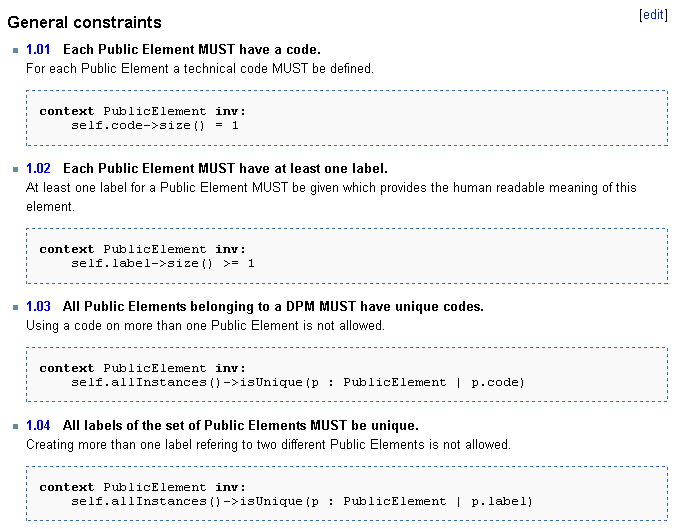 General constraints
[edit]
1.01 Each Public Element MUST have a code.
For each Public Element a technical code MUST be defined.
context PublicElement inv:
self.code->size() = 1
1.02 Each Public Element MUST have at least one label.
At least one label for a Public Element MUST be given which provides the human readable meaning of this
element.
context PublicElement inv:
self.label->size() >= 1
1.03 All Public Elements belonging to a DPM MUST have unique codes.
Using a code on more than one Public Element is not allowed.
context PublicElement inv:
self.allInstances()->isUnique(p : PublicElement | p.code)
1.04 All labels of the set of Public Elements MUST be unique.
Creating more than one label refering to two different Public Elements is not allowed.
context PublicElement inv:
self.allInstances()->isUnique(p : PublicElement | p.label)